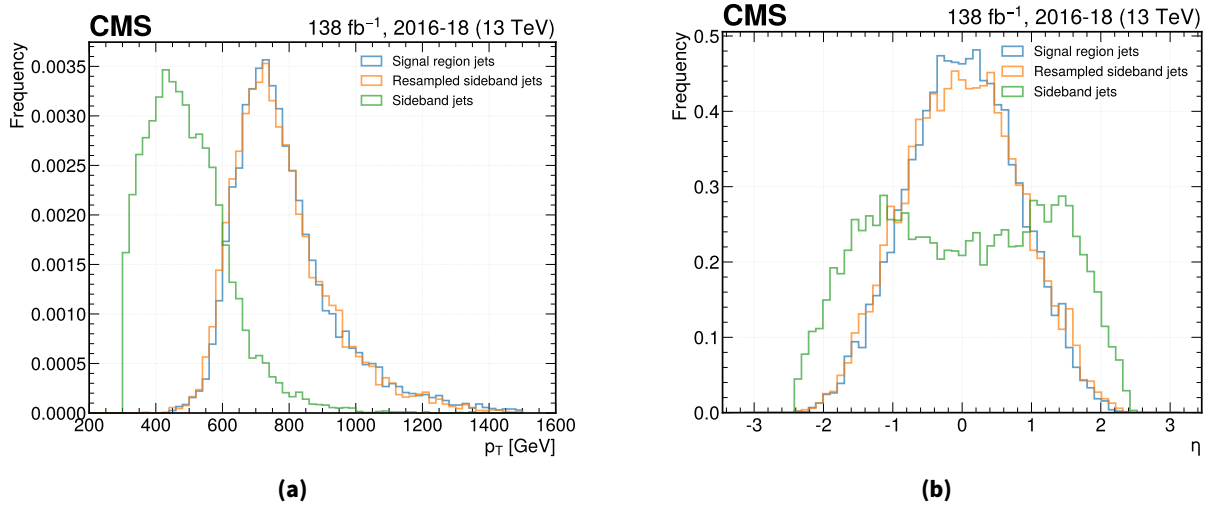 CMS 138 fb⁻¹, 2016-18 (13 TeV)
Frequency
0.0035
0.0030
0.0025
0.0020
0.0015
0.0010
0.0005
0.0000
Signal region jets
Resampled sideband jets
Sideband jets
200 400 600 800 1000 1200 1400 1600
p_T [GeV]
(a)
CMS 138 fb⁻¹, 2016-18 (13 TeV)
Frequency
0.5
0.4
0.3
0.2
0.1
0.0
Signal region jets
Resampled sideband jets
Sideband jets
-3 -2 -1 0 1 2 3
η
(b)